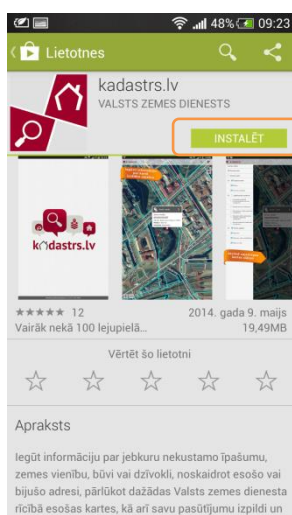 48% 09:23
Lietotnes
kadastrs.lv
VALSTS ZEMES DIENESTS
INSTALĒT
kadastrs.lv
★★★★★ 12
2014. gada 9. maijs
Vairāk nekā 100 lejupielā...
19,49MB
Vērtēt šo lietotni
Apraksts
Iegūt informāciju par jebkuru nekustamo īpašumu,
zemes vienību, būvi vai dzīvokli, noskaidrot esošo vai
bijušo adresi, pārlūkot dažādas Valsts zemes dienesta
rīcībā esošas kartes, kā arī savu pasūtījumu izpildi un